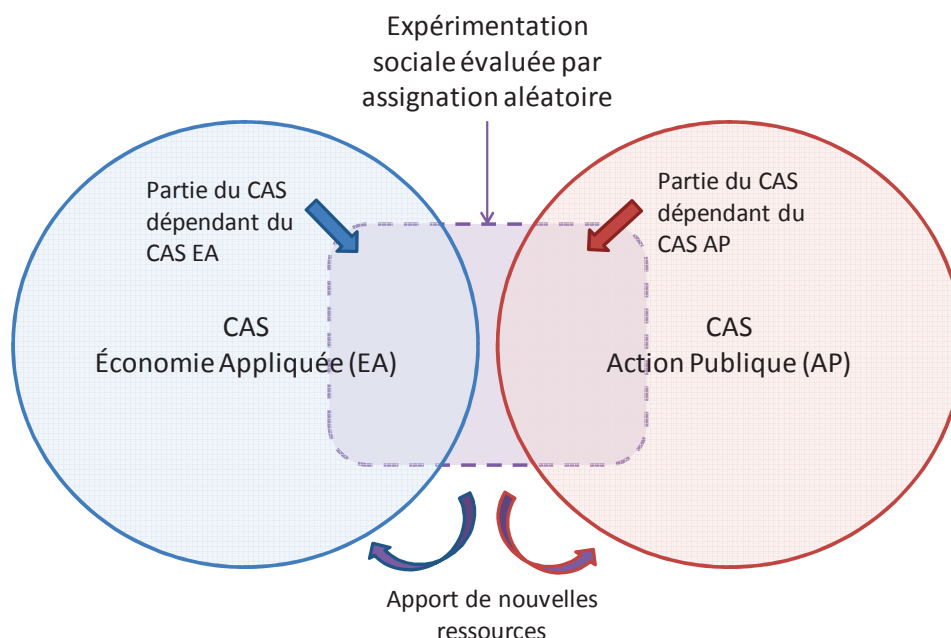 Expérimentation
sociale évaluée par
assignation aléatoire
Partie du CAS
dépendant du
CAS EA
Partie du CAS
dépendant du
CAS AP
CAS
Économie Appliquée (EA)
CAS
Action Publique (AP)
Apport de nouvelles
ressources